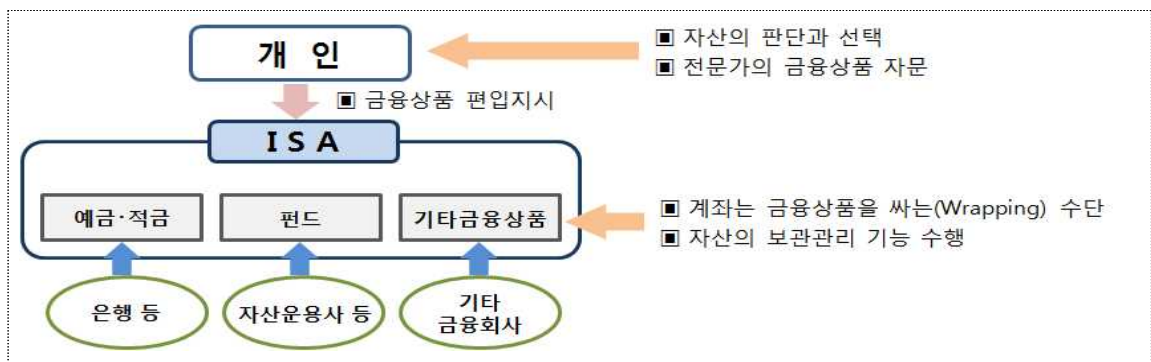 개 인
▣ 자산의 판단과 선택
▣ 전문가의 금융상품 자문
▣ 금융상품 편입지시
I S A
예금·적금
펀드
기타금융상품
▣ 계좌는 금융상품을 싸는(Wrapping) 수단
▣ 자산의 보관관리 기능 수행
은행 등
자산운용사 등
기타
금융회사